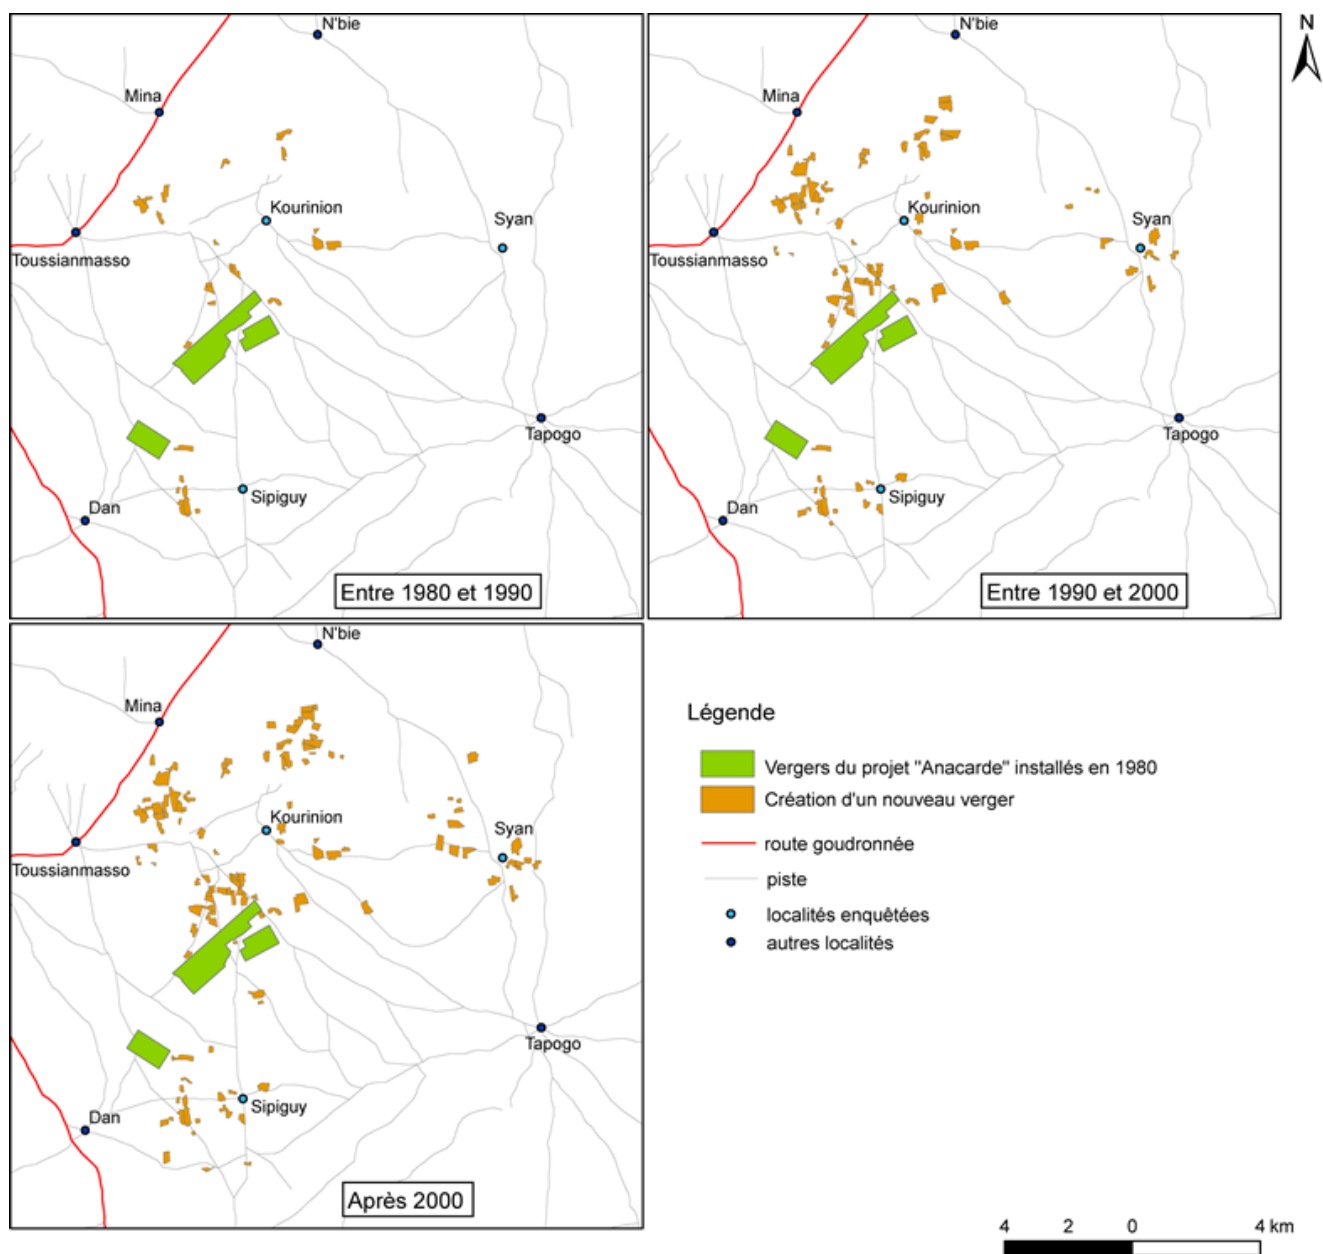 N'bie
Mina
Kourinion
Syan
Toussianmasso
Tapogo
Sipiguy
Dan
Entre 1980 et 1990
N'bie
Mina
Kourinion
Syan
Toussianmasso
Tapogo
Sipiguy
Dan
Entre 1990 et 2000
N
N'bie
Mina
Kourinion
Syan
Toussianmasso
Tapogo
Sipiguy
Dan
Après 2000
Légende
Vergers du projet "Anacarde" installés en 1980
Création d'un nouveau verger
route goudronnée
piste
localités enquêtées
autres localités
4 2 0 4 km